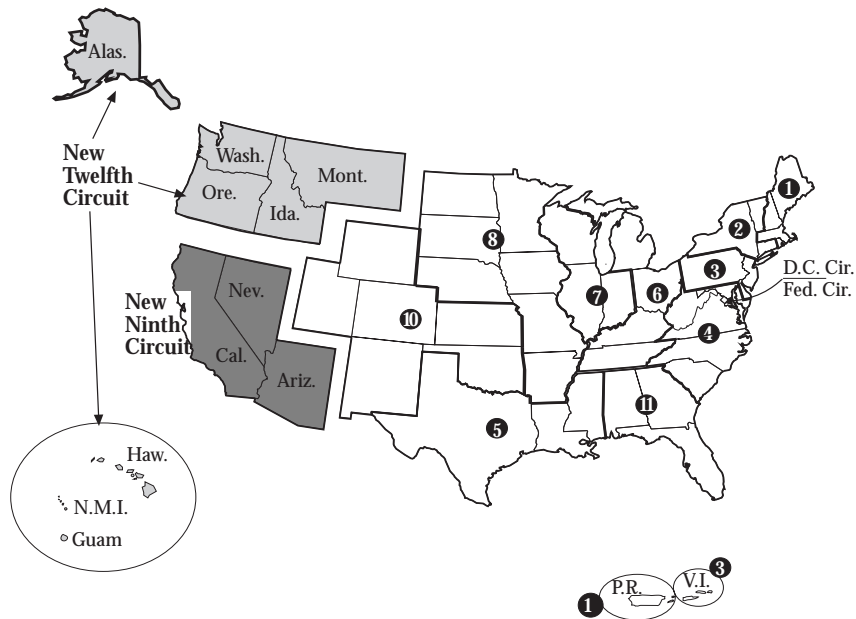 Alas.
New
Twelfth
Circuit
Wash.
Mont.
Ore.
Ida.
New
Ninth
Circuit
Nev.
Cal.
Ariz.
1
2
8
3
D.C. Cir.
Fed. Cir.
7
6
10
4
11
5
Haw.
N.M.I.
Guam
P.R.
V.I.
3
1